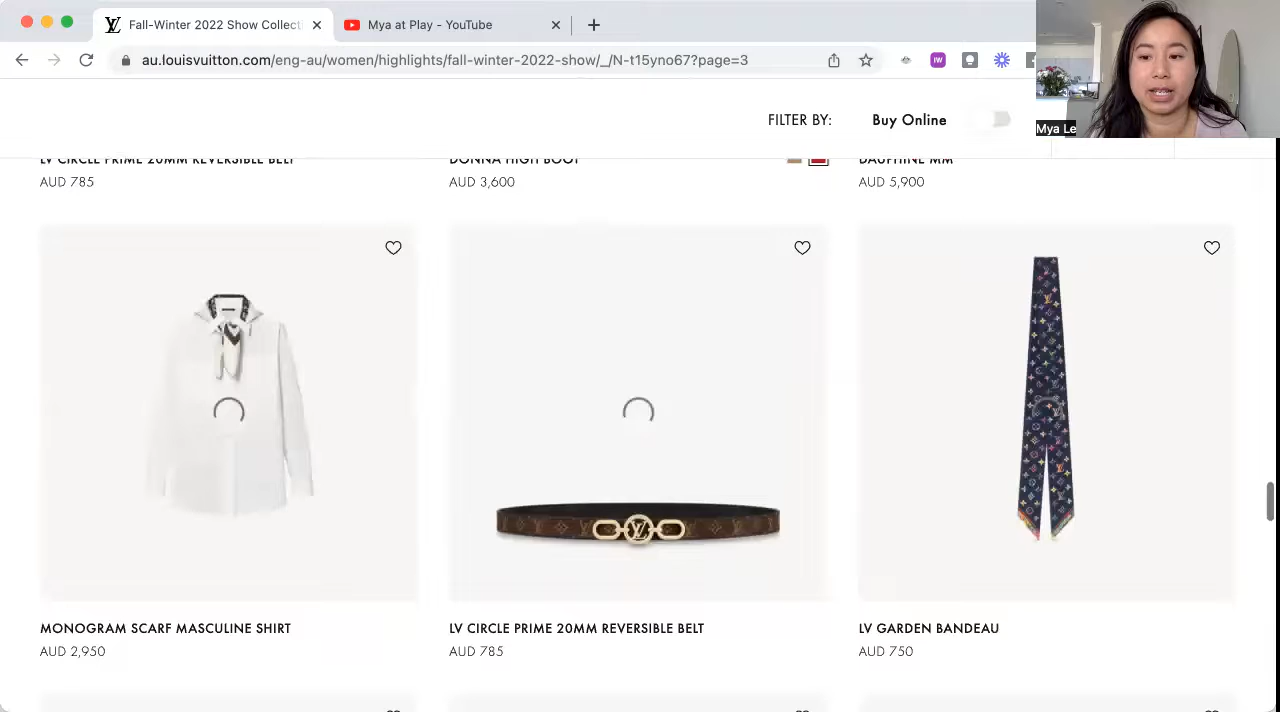 Fall-Winter 2022 Show Collecti
Mya at Play - YouTube
au.louisvuitton.com/eng-au/women/highlights/fall-winter-2022-show/_/N-t15yno67?page=3
IW
Mya Le
FILTER BY:
Buy Online
LV CIRCLE PRIME 20MM REVERSIBLE BELT
DONNA HIGH BOOT
DAUPHINE MM
AUD 785
AUD 3,600
AUD 5,900
MONOGRAM SCARF MASCULINE SHIRT
LV CIRCLE PRIME 20MM REVERSIBLE BELT
LV GARDEN BANDEAU
AUD 2,950
AUD 785
AUD 750